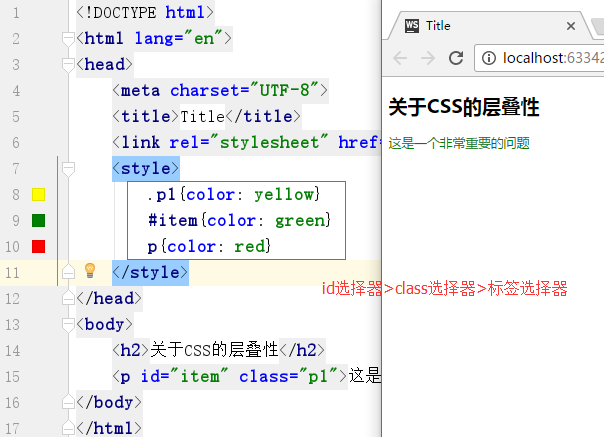 1 <!DOCTYPE html>
2 <html lang="en">
3 <head>
4 <meta charset="UTF-8">
5 <title>Title</title>
6 <link rel="stylesheet" href
7 <style>
8 .p1{color: yellow}
9 #item{color: green}
10 p{color: red}
11 </style>
12 </head>
13 <body>
14 <h2>关于CSS的层叠性</h2>
15 <p id="item" class="p1">这是
16 </body>
17 </html>
WS Title
localhost:63342
关于CSS的层叠性
这是一个非常重要的问题
id选择器>class选择器>标签选择器